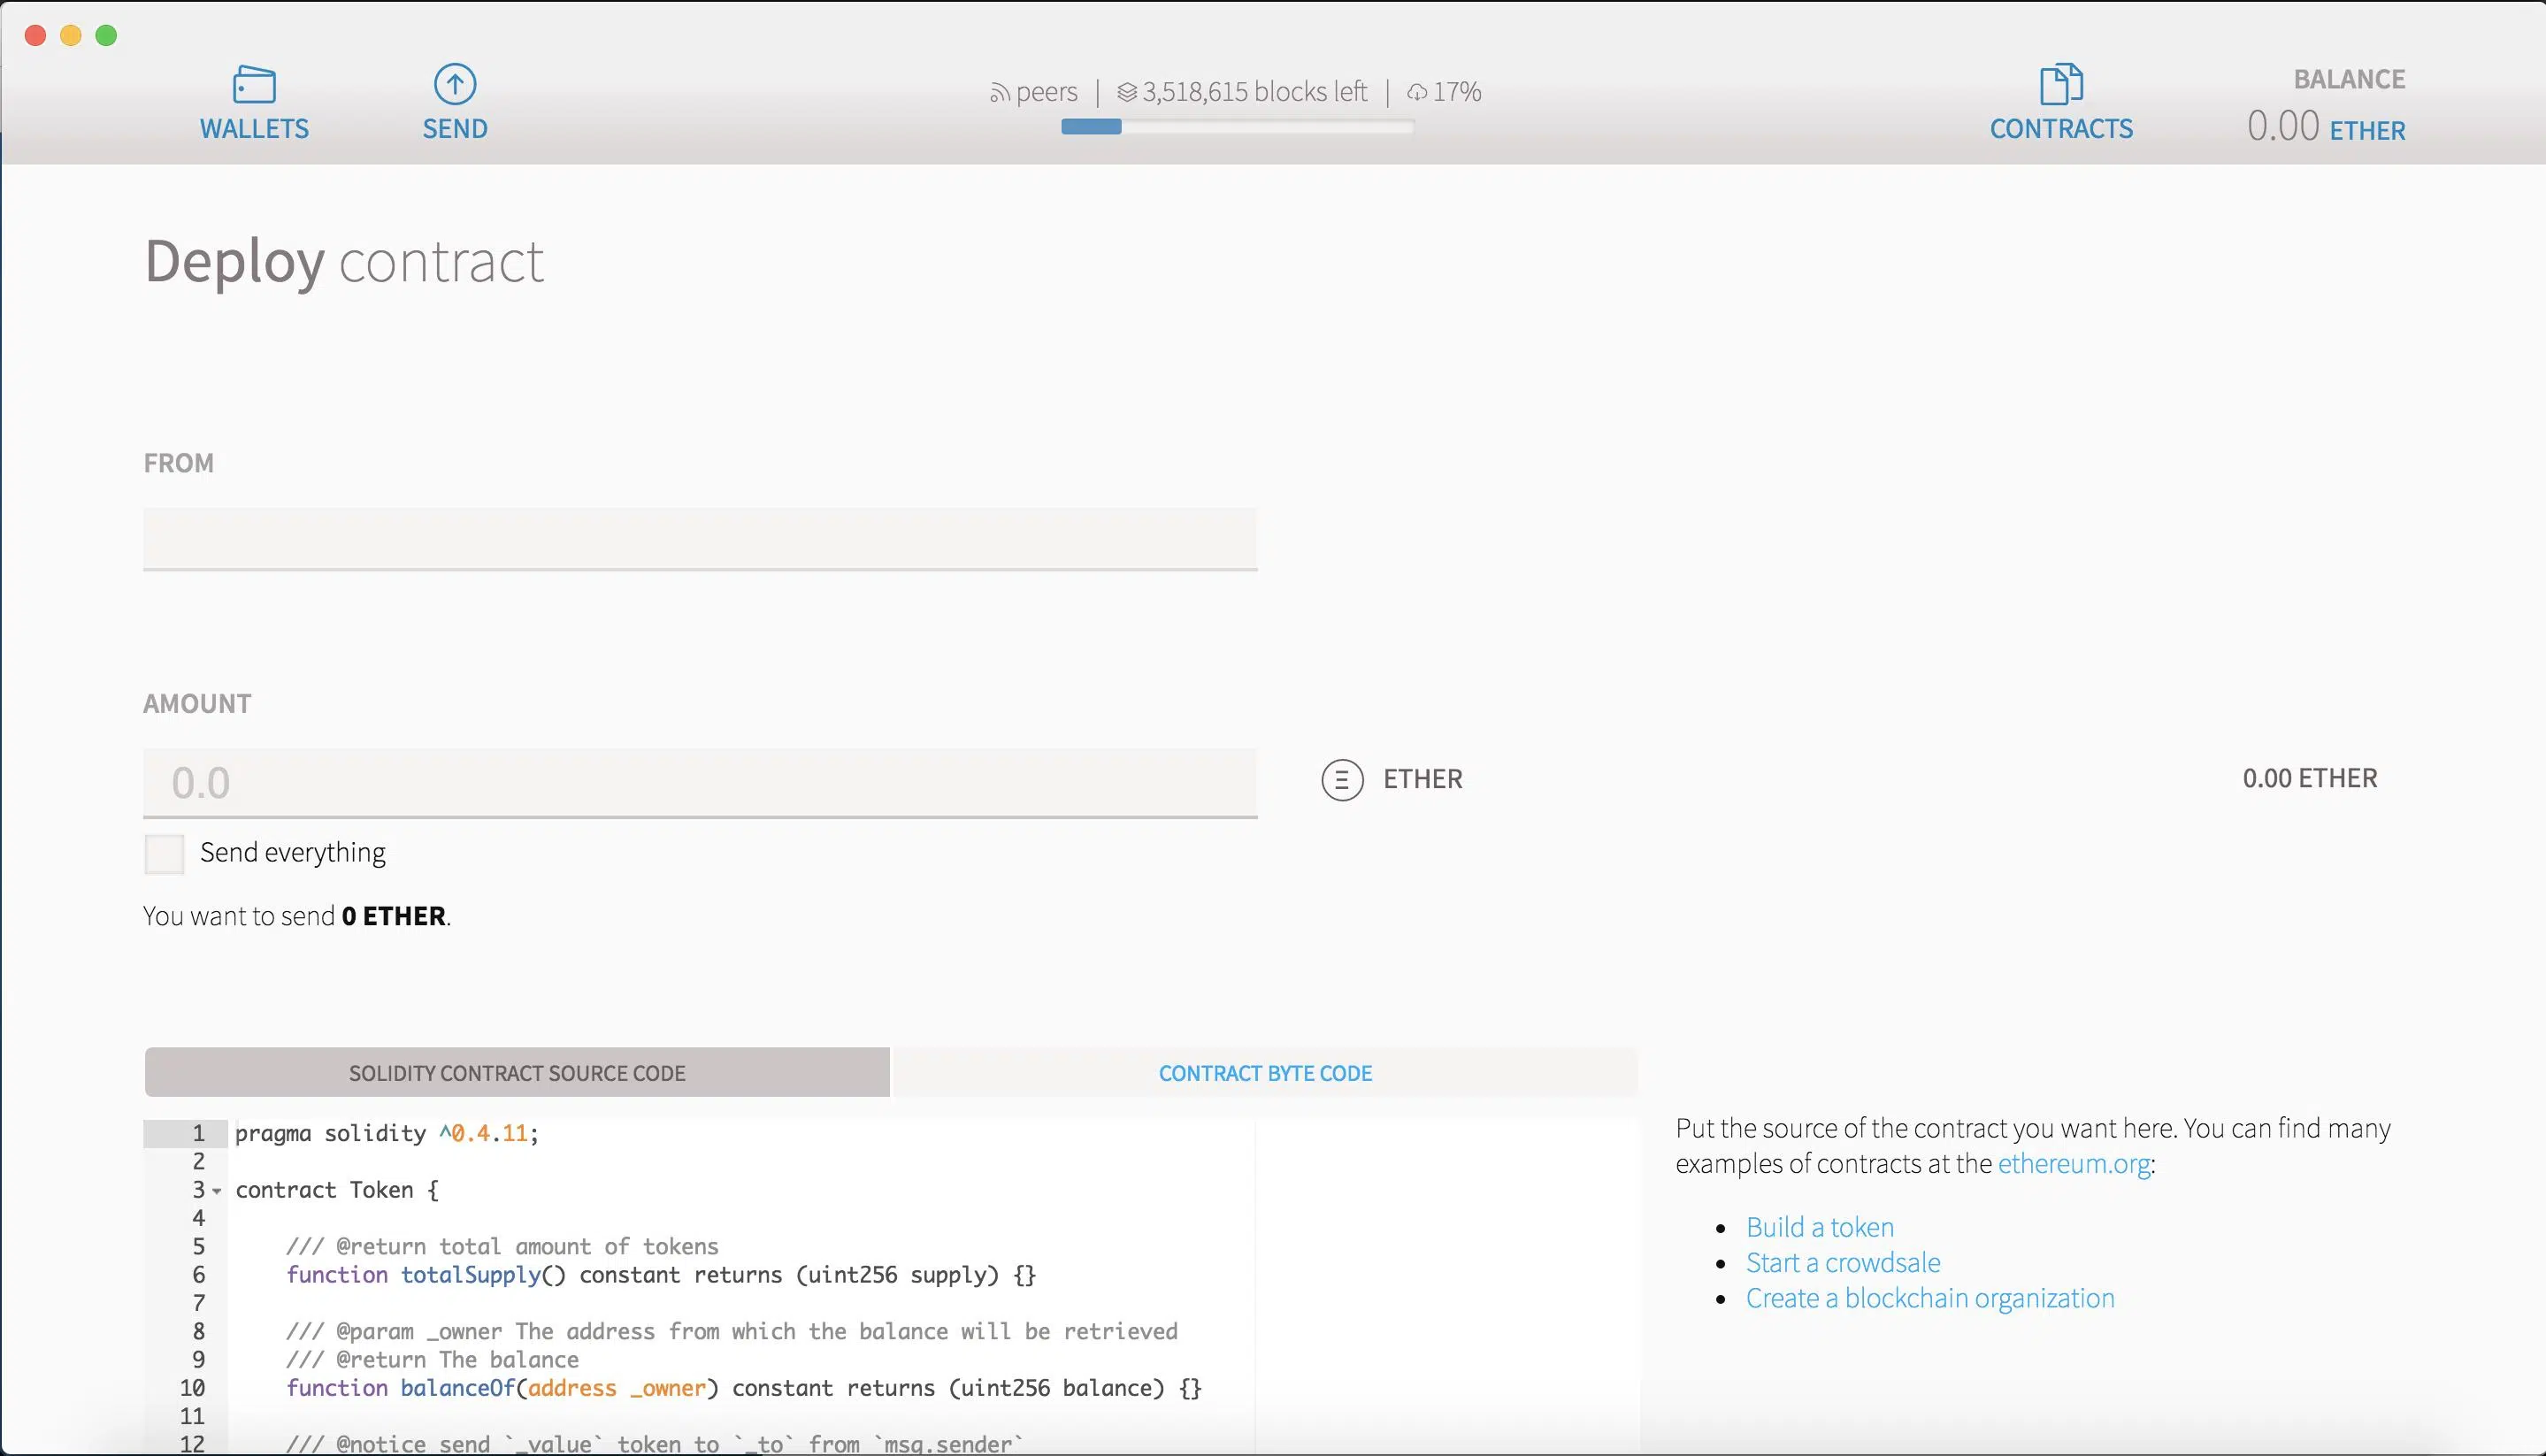 WALLETS
SEND
peers | 3,518,615 blocks left | 17%
CONTRACTS
BALANCE
0.00 ETHER
Deploy contract
FROM
AMOUNT
0.0
ETHER
0.00 ETHER
Send everything
You want to send 0 ETHER.
SOLIDITY CONTRACT SOURCE CODE
CONTRACT BYTE CODE
1 pragma solidity ^0.4.11;
2
3 contract Token {
4
5 /// @return total amount of tokens
6 function totalSupply() constant returns (uint256 supply) {}
7
8 /// @param _owner The address from which the balance will be retrieved
9 /// @return The balance
10 function balanceOf(address _owner) constant returns (uint256 balance) {}
11
12 /// @notice send `_value` token to `_to` from `msg.sender`
Put the source of the contract you want here. You can find many
examples of contracts at the ethereum.org:
• Build a token
• Start a crowdsale
• Create a blockchain organization